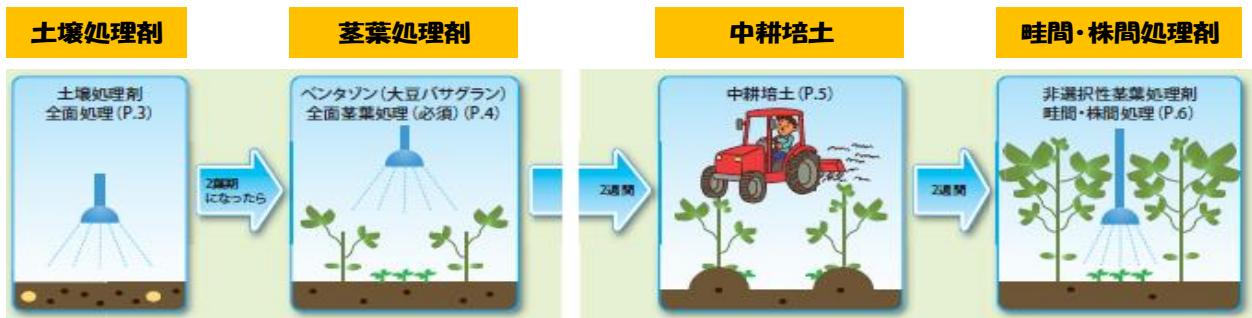 土壌処理剤
茎葉処理剤
中耕培土
畦間・株間処理剤
土壌処理剤
全面処理(P.3)
2葉期
になったら
ベンタゾン(大豆バサグラン)
全面茎葉処理(必須)(P.4)
2週間
中耕培土(P.5)
2週間
非選択性茎葉処理剤
畦間・株間処理(P.6)